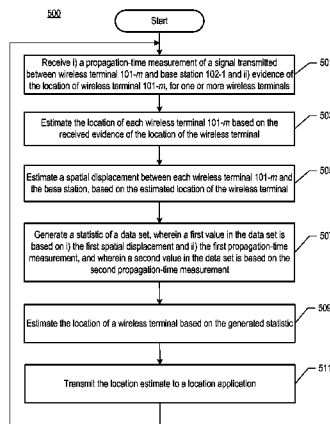 500
Start
Receive i) a propagation-time measurement of a signal transmitted
between wireless terminal 101-m and base station 102-1 and ii) evidence of
the location of wireless terminal 101-m, for one or more wireless terminals
Estimate the location of each wireless terminal 101-m based on the
received evidence of the location of the wireless terminal
Estimate a spatial displacement between each wireless terminal 101-m and
the base station, based on the estimated location of the wireless terminal
Generate a statistic of a data set, wherein a first value in the data set is
based on i) the first spatial displacement and ii) the first propagation-time
measurement, and wherein a second value in the data set is based on the
second propagation-time measurement
509
Estimate the location of a wireless terminal based on the generated statistic
511
Transmit the location estimate to a location application